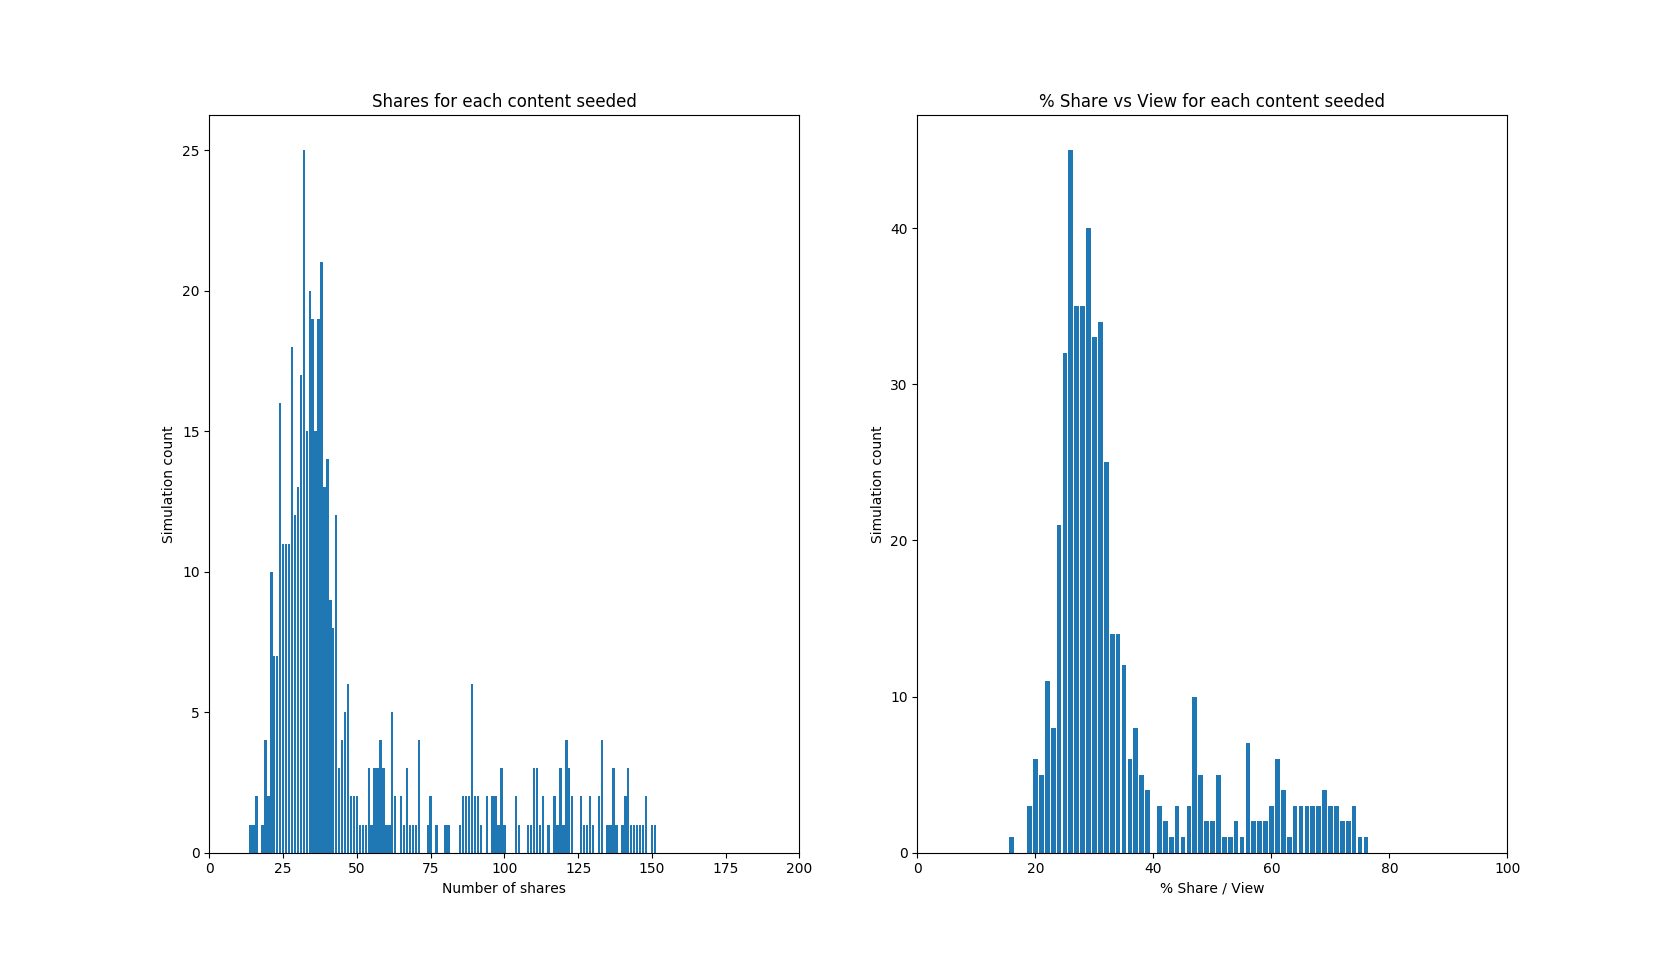 Shares for each content seeded
25
20
15
10
5
0
Simulation count
0 25 50 75 100 125 150 175 200
Number of shares
% Share vs View for each content seeded
40
30
20
10
0
Simulation count
0 20 40 60 80 100
% Share / View